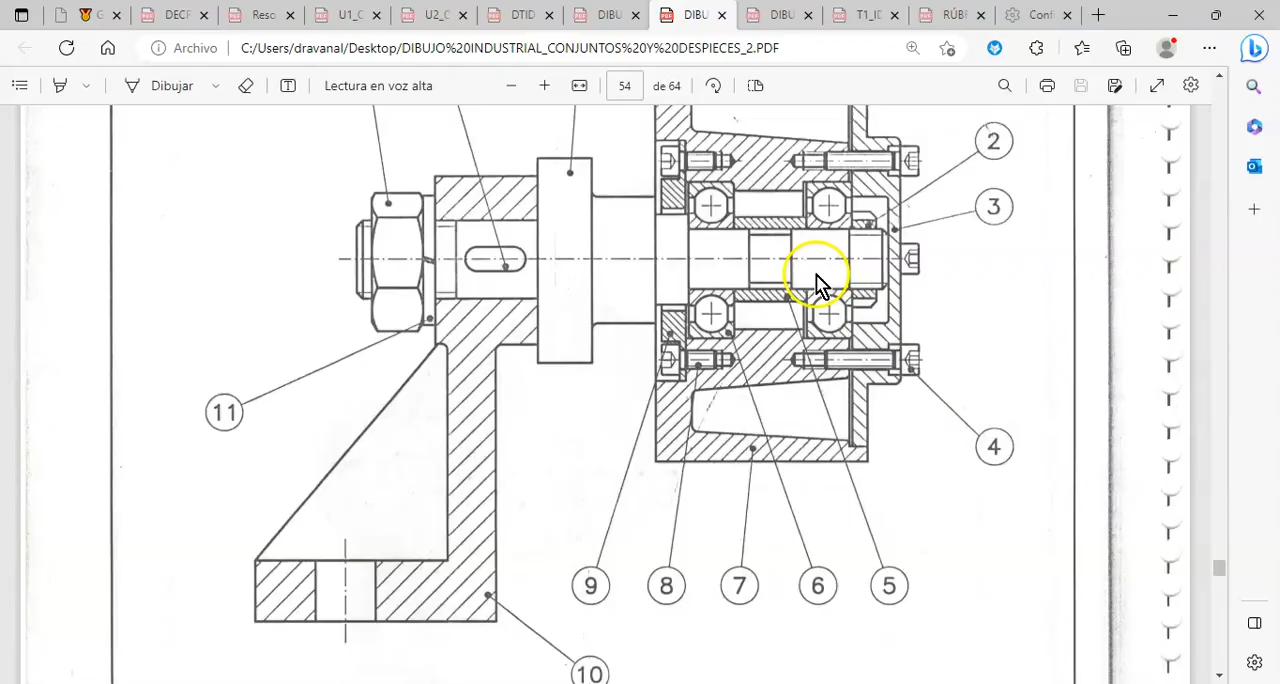 G
DECF
Reso
U1_C
U2_C
DTID
DIBU
DIBU
DIBU
T1_ID
RÚBF
Confi
Archivo
C:/Users/dravanal/Desktop/DIBUJO%20INDUSTRIAL_CONJUNTOS%20Y%20DESPIECES_2.PDF
Dibujar
Lectura en voz alta
54
de 64
2
3
11
4
9
8
7
6
5
10